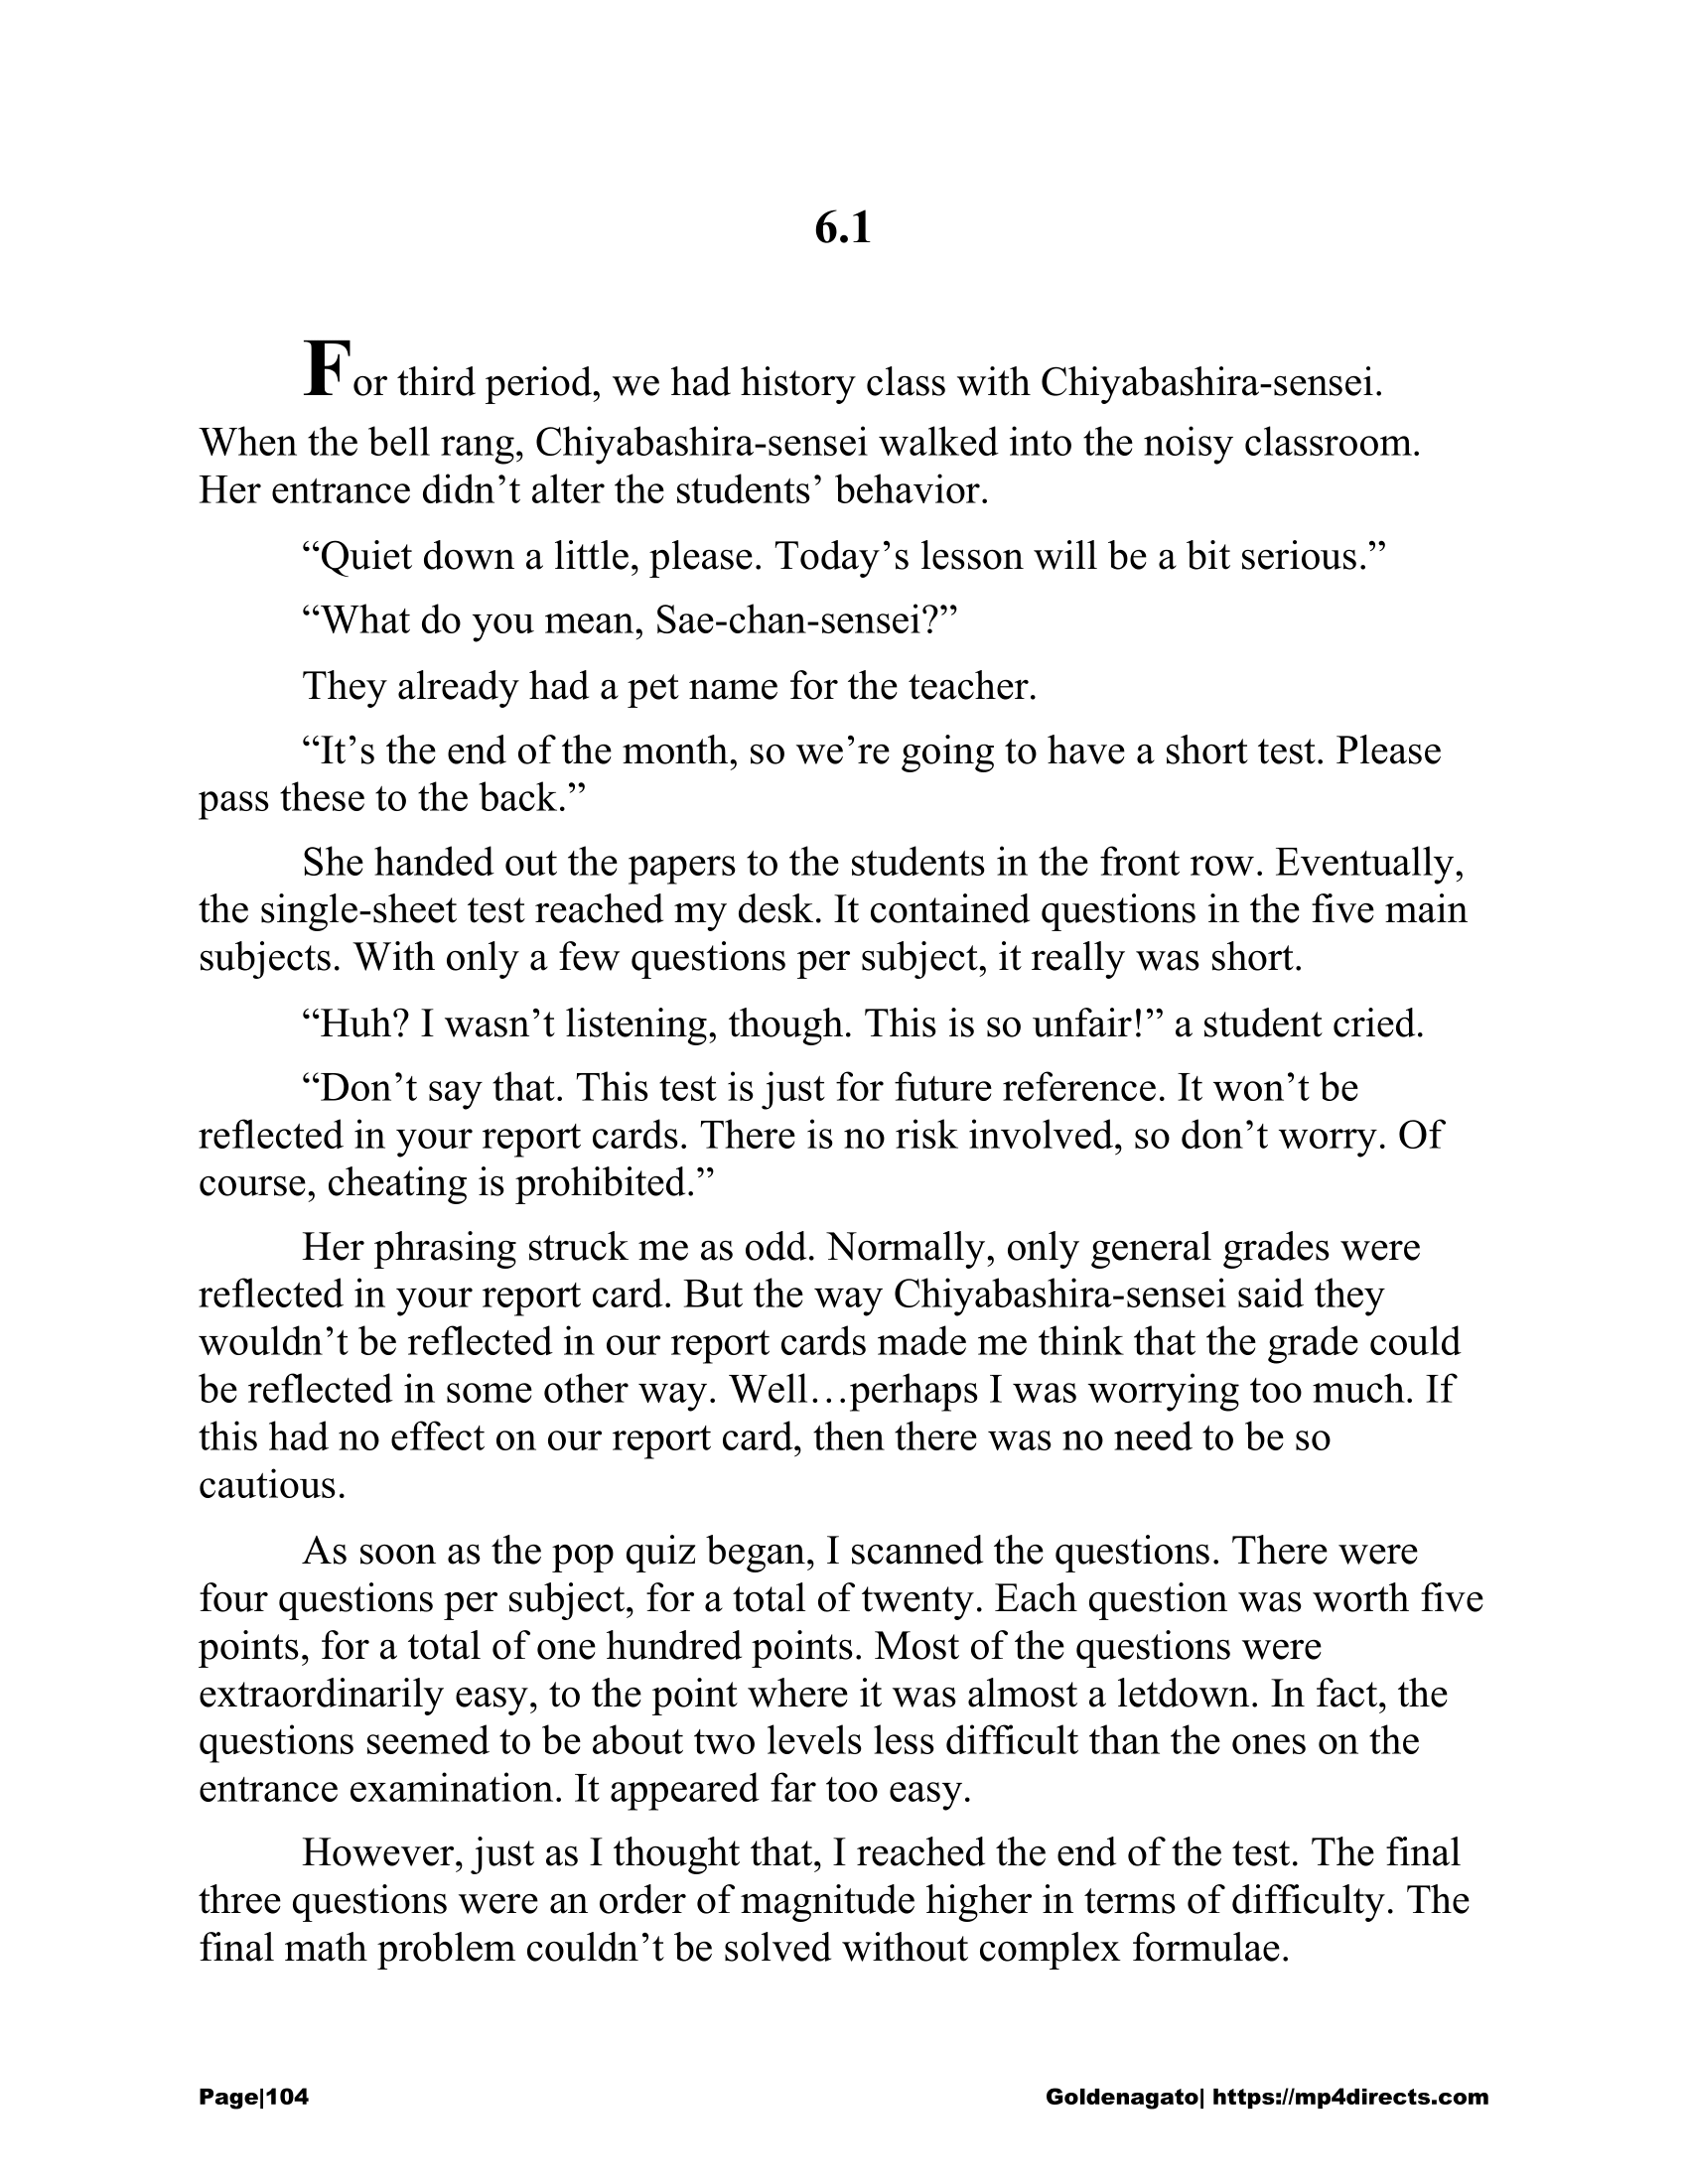 6.1
For third period, we had history class with Chiyabashira-sensei.
When the bell rang, Chiyabashira-sensei walked into the noisy classroom.
Her entrance didn’t alter the students’ behavior.
“Quiet down a little, please. Today’s lesson will be a bit serious.”
“What do you mean, Sae-chan-sensei?”
They already had a pet name for the teacher.
“It’s the end of the month, so we’re going to have a short test. Please
pass these to the back.”
She handed out the papers to the students in the front row. Eventually,
the single-sheet test reached my desk. It contained questions in the five main
subjects. With only a few questions per subject, it really was short.
“Huh? I wasn’t listening, though. This is so unfair!” a student cried.
“Don’t say that. This test is just for future reference. It won’t be
reflected in your report cards. There is no risk involved, so don’t worry. Of
course, cheating is prohibited.”
Her phrasing struck me as odd. Normally, only general grades were
reflected in your report card. But the way Chiyabashira-sensei said they
wouldn’t be reflected in our report cards made me think that the grade could
be reflected in some other way. Well…perhaps I was worrying too much. If
this had no effect on our report card, then there was no need to be so
cautious.
As soon as the pop quiz began, I scanned the questions. There were
four questions per subject, for a total of twenty. Each question was worth five
points, for a total of one hundred points. Most of the questions were
extraordinarily easy, to the point where it was almost a letdown. In fact, the
questions seemed to be about two levels less difficult than the ones on the
entrance examination. It appeared far too easy.
However, just as I thought that, I reached the end of the test. The final
three questions were an order of magnitude higher in terms of difficulty. The
final math problem couldn’t be solved without complex formulae.
Page|104
Goldenagato| https://mp4directs.com